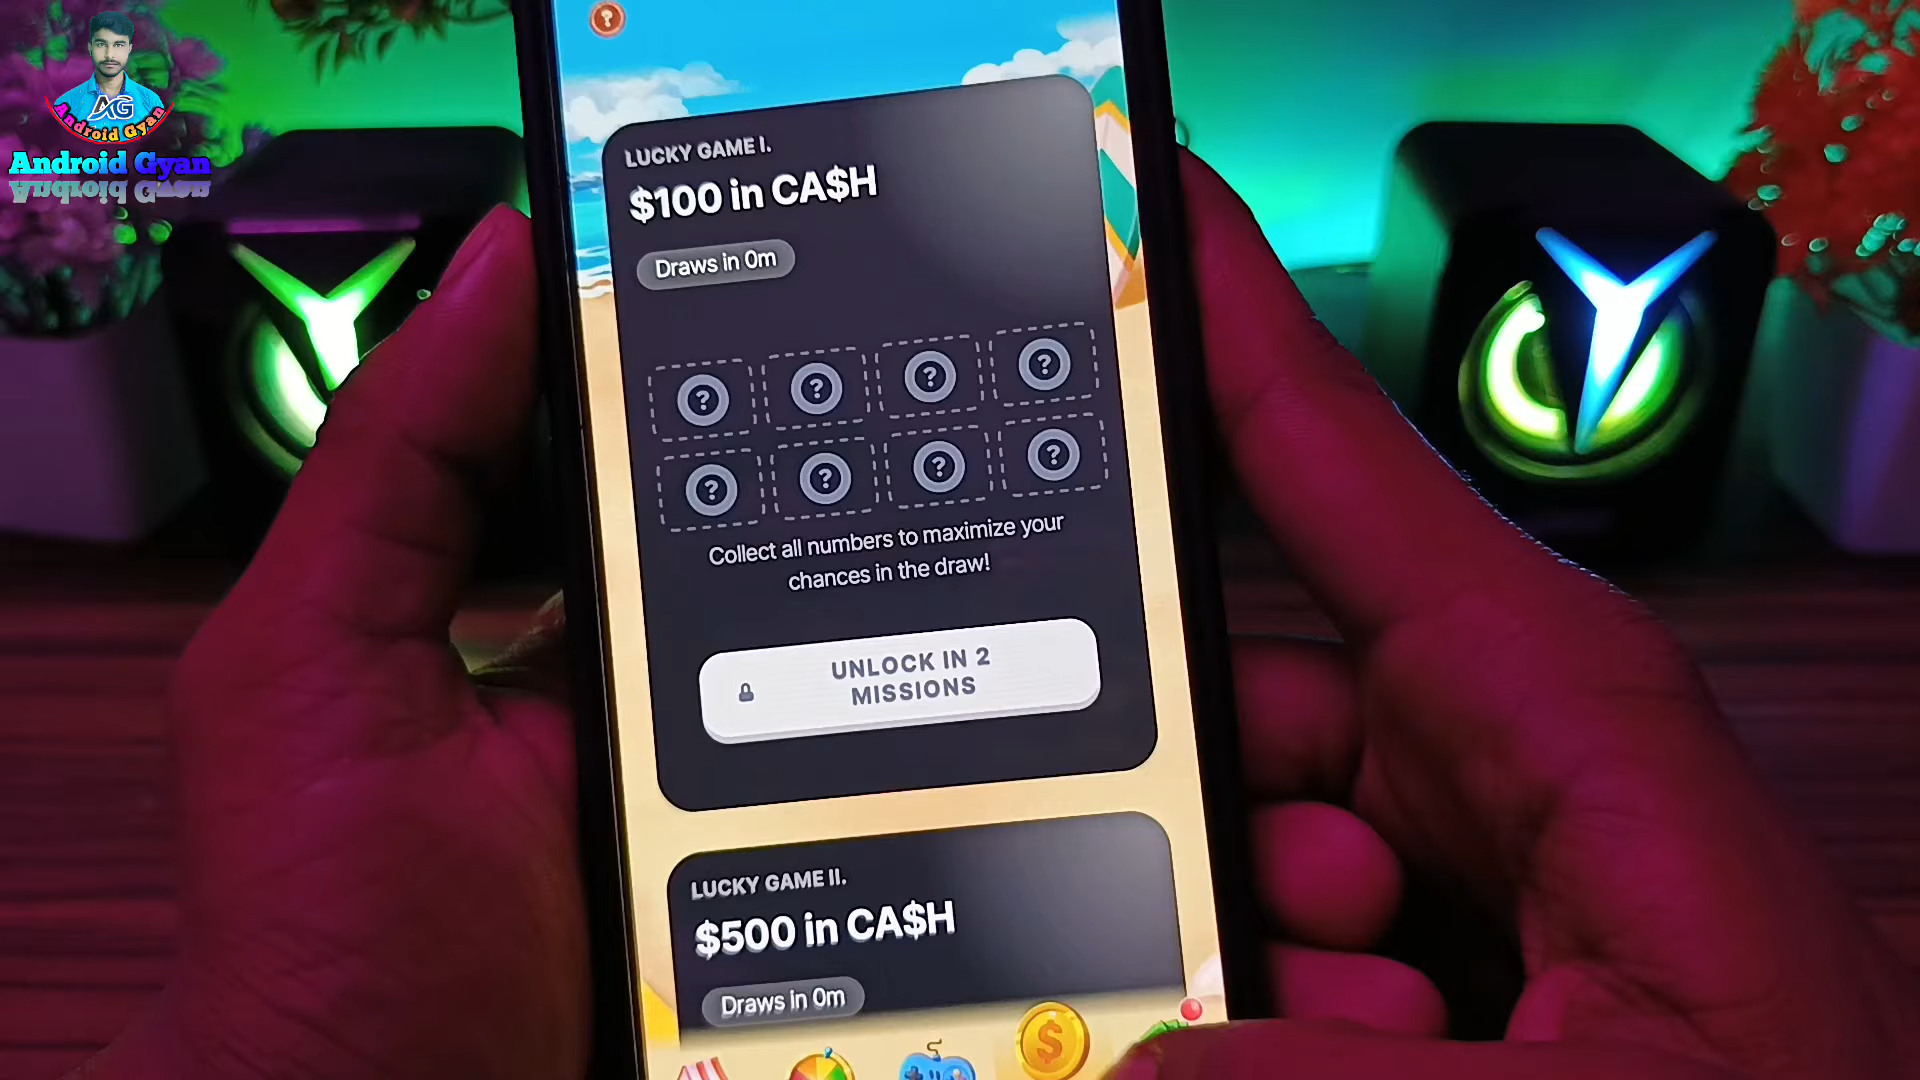 AG
Android Gyan
Android Gyan
LUCKY GAME I.
$100 in CA$H
Draws in 0m
?
?
?
?
?
?
?
?
Collect all numbers to maximize your
chances in the draw!
UNLOCK IN 2
MISSIONS
LUCKY GAME II.
$500 in CA$H
Draws in 0m
$